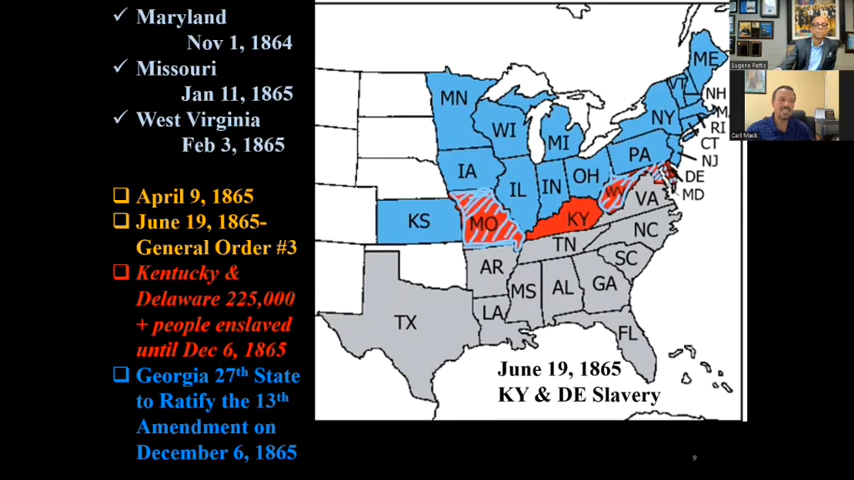 ✓ Maryland
Nov 1, 1864
✓ Missouri
Jan 11, 1865
✓ West Virginia
Feb 3, 1865
❑ April 9, 1865
❑ June 19, 1865-
General Order #3
❑ Kentucky &
Delaware 225,000
+ people enslaved
until Dec 6, 1865
❑ Georgia 27th State
to Ratify the 13th
Amendment on
December 6, 1865
ME
VT
NH
MN
NY
MA
WI
MI
RI
CT
PA
NJ
IA
IL
IN
OH
DE
MD
WV
VA
KS
MO
KY
NC
TN
SC
AR
MS
AL
GA
LA
TX
FL
June 19, 1865
KY & DE Slavery
9
Eugene Pettis
Carl Mack